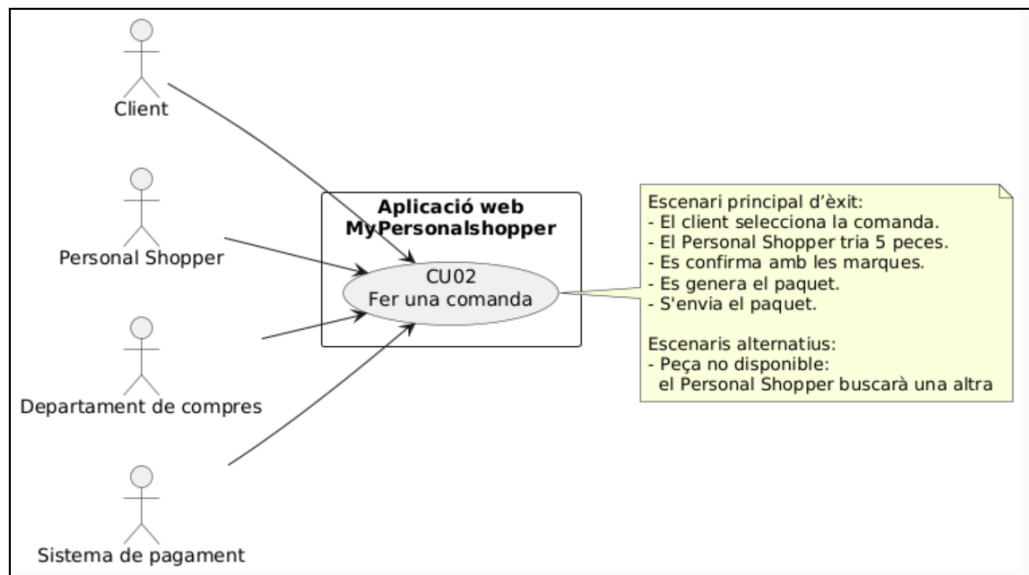 Client
Personal Shopper
Departament de compres
Sistema de pagament
Aplicació web
MyPersonalshopper
CU02
Fer una comanda
Escenari principal d’èxit:
- El client selecciona la comanda.
- El Personal Shopper tria 5 peces.
- Es confirma amb les marques.
- Es genera el paquet.
- S'envia el paquet.
Escenaris alternatius:
- Peça no disponible:
el Personal Shopper buscarà una altra